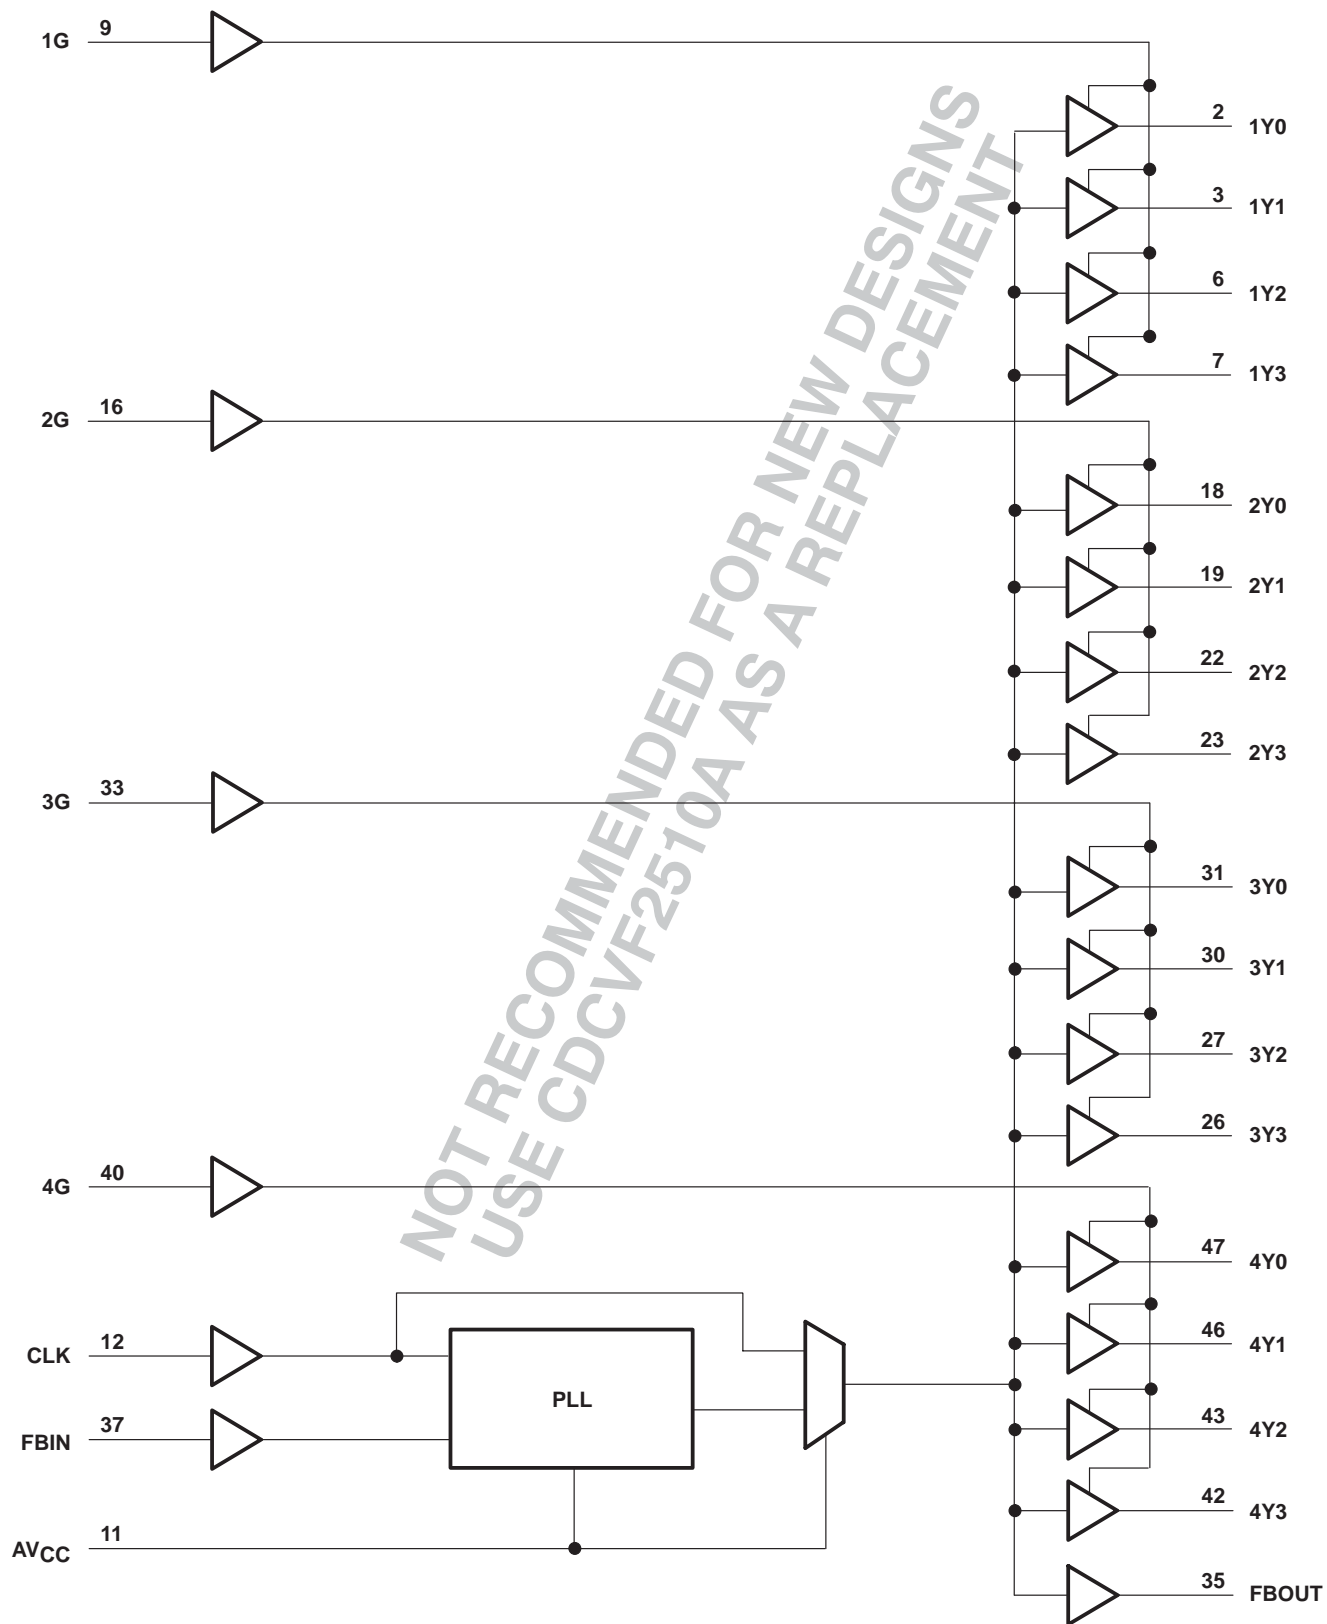 1G 9
2 1Y0
3 1Y1
6 1Y2
7 1Y3
2G 16
18 2Y0
19 2Y1
22 2Y2
23 2Y3
3G 33
31 3Y0
30 3Y1
27 3Y2
26 3Y3
4G 40
47 4Y0
CLK 12
46 4Y1
PLL
43 4Y2
FBIN 37
42 4Y3
AVCC 11
35 FBOUT
NOT RECOMMENDED FOR NEW DESIGNS
USE CDCVF2510A AS A REPLACEMENT